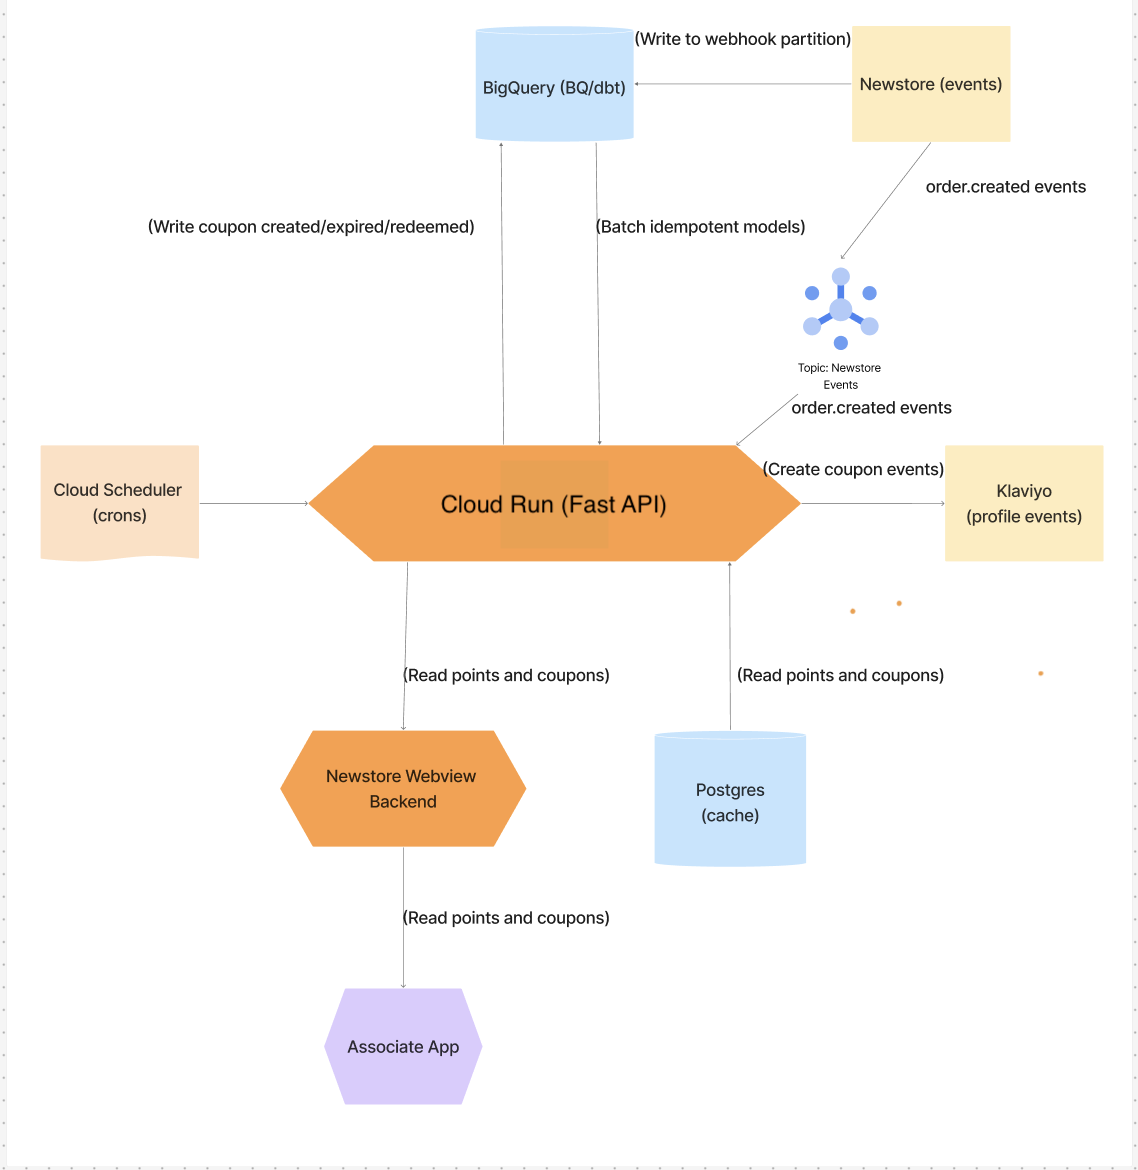 (Write to webhook partition)
BigQuery (BQ/dbt)
Newstore (events)
order.created events
(Write coupon created/expired/redeemed)
(Batch idempotent models)
Topic: Newstore
Events
order.created events
(Create coupon events)
Cloud Scheduler
(crons)
Cloud Run (Fast API)
Klaviyo
(profile events)
(Read points and coupons)
(Read points and coupons)
Newstore Webview
Backend
Postgres
(cache)
(Read points and coupons)
Associate App